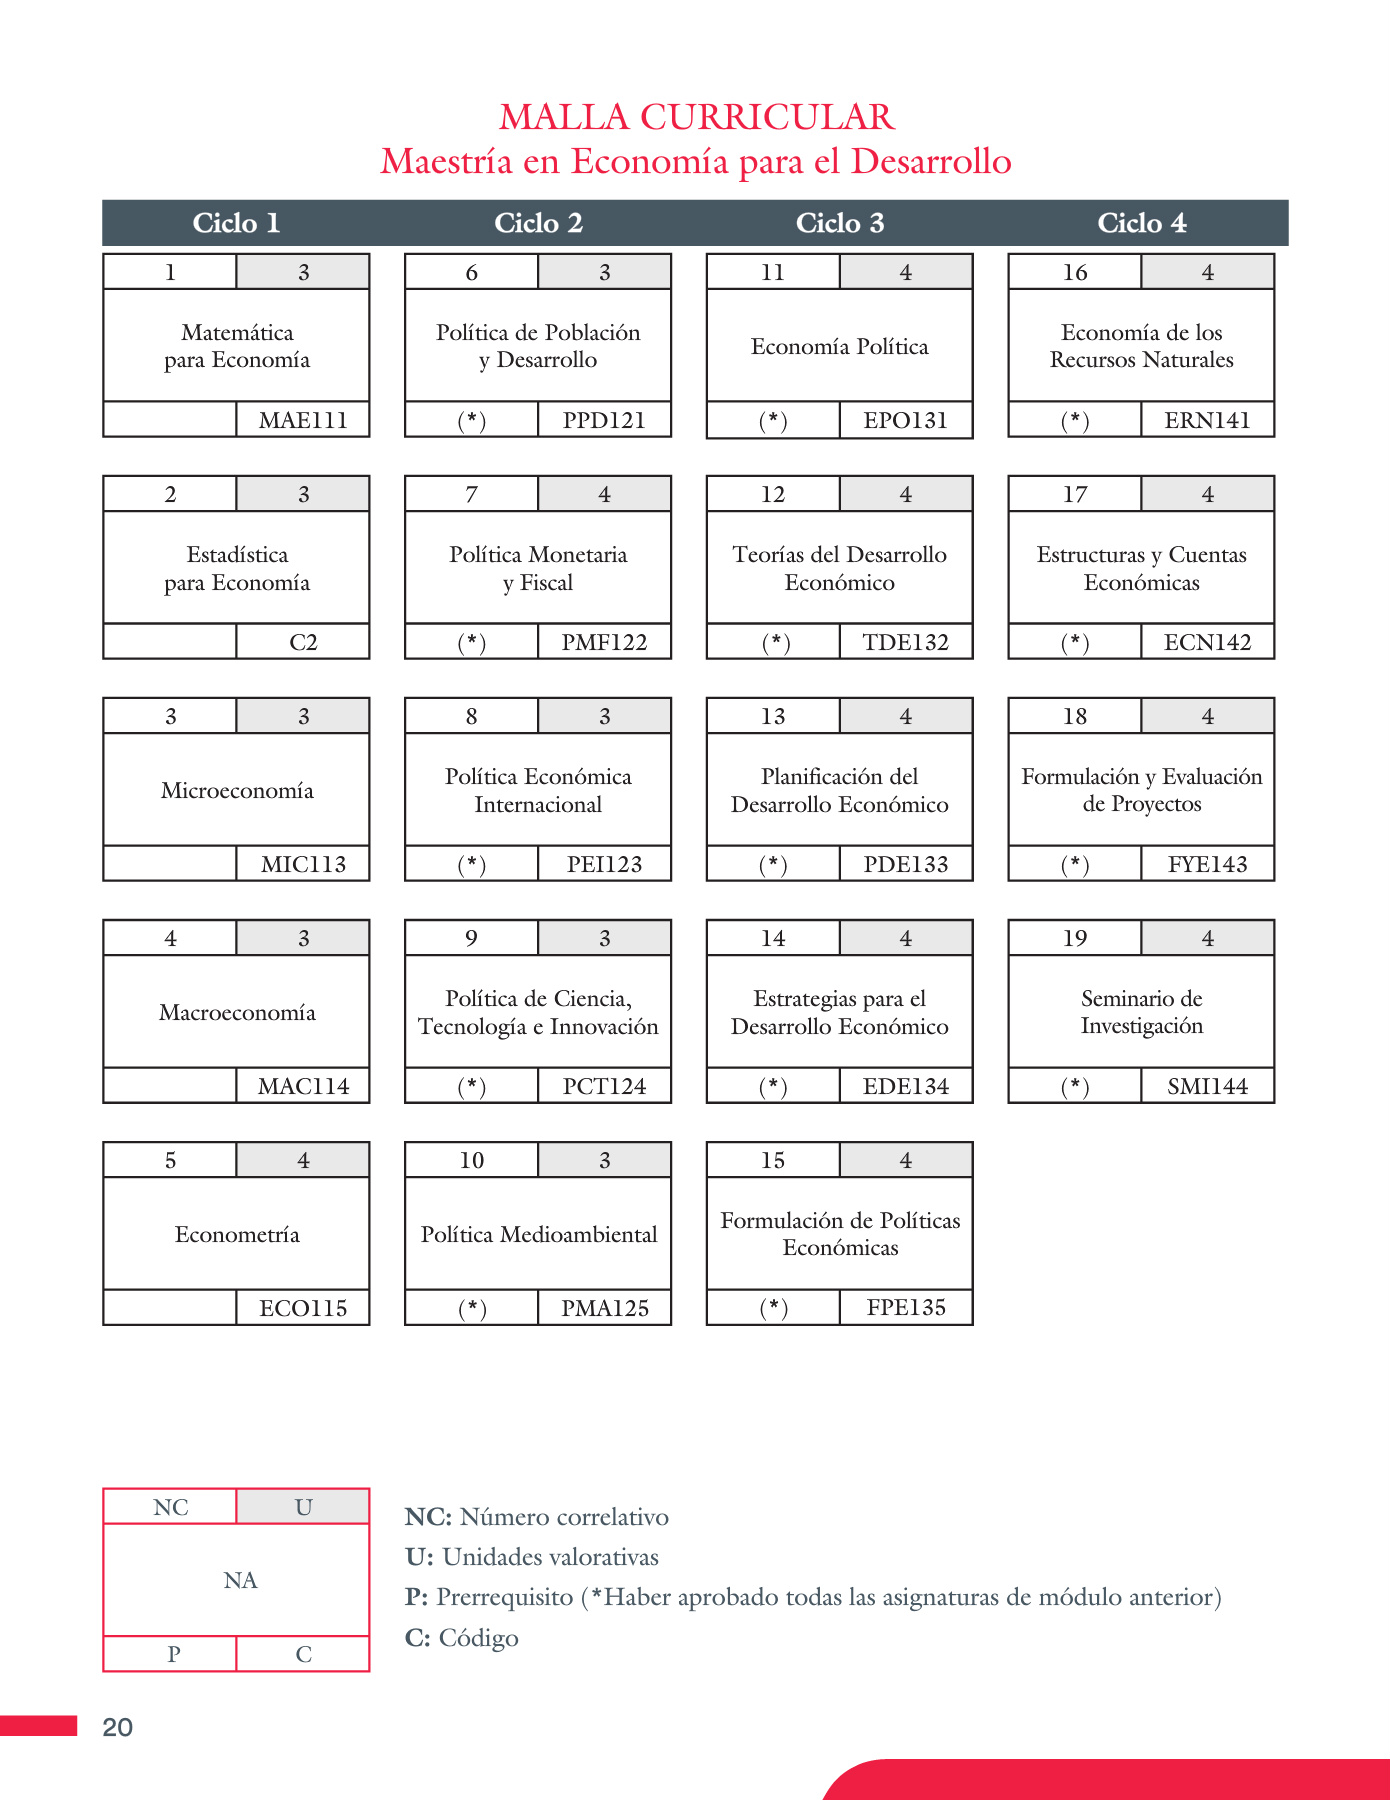 MALLA CURRICULAR
Maestría en Economía para el Desarrollo
Ciclo 1 Ciclo 2 Ciclo 3 Ciclo 4
1 3 6 3 11 4 16 4
Matemática Política de Población Economía Política Economía de los
para Economía y Desarrollo Recursos Naturales
MAE111 (*) PPD121 (*) EPO131 (*) ERN141
2 3 7 4 12 4 17 4
Estadística Política Monetaria Teorías del Desarrollo Estructuras y Cuentas
para Economía y Fiscal Económico Económicas
C2 (*) PMF122 (*) TDE132 (*) ECN142
3 3 8 3 13 4 18 4
Microeconomía Política Económica Planificación del Formulación y Evaluación
Internacional Desarrollo Económico de Proyectos
MIC113 (*) PEI123 (*) PDE133 (*) FYE143
4 3 9 3 14 4 19 4
Macroeconomía Política de Ciencia, Estrategias para el Seminario de
Tecnología e Innovación Desarrollo Económico Investigación
MAC114 (*) PCT124 (*) EDE134 (*) SMI144
5 4 10 3 15 4
Econometría Política Medioambiental Formulación de Políticas
Económicas
ECO115 (*) PMA125 (*) FPE135
NC U
NA
P C
NC: Número correlativo
U: Unidades valorativas
P: Prerrequisito (*Haber aprobado todas las asignaturas de módulo anterior)
C: Código
20